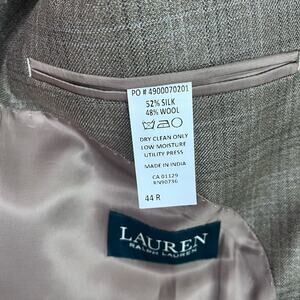 PO # 4900070201
52% SILK
48% WOOL
DRY CLEAN ONLY
LOW MOISTURE
UTILITY PRESS
MADE IN INDIA
CA 01129
RN90736
44 R
LAUREN
RALPH LAUREN